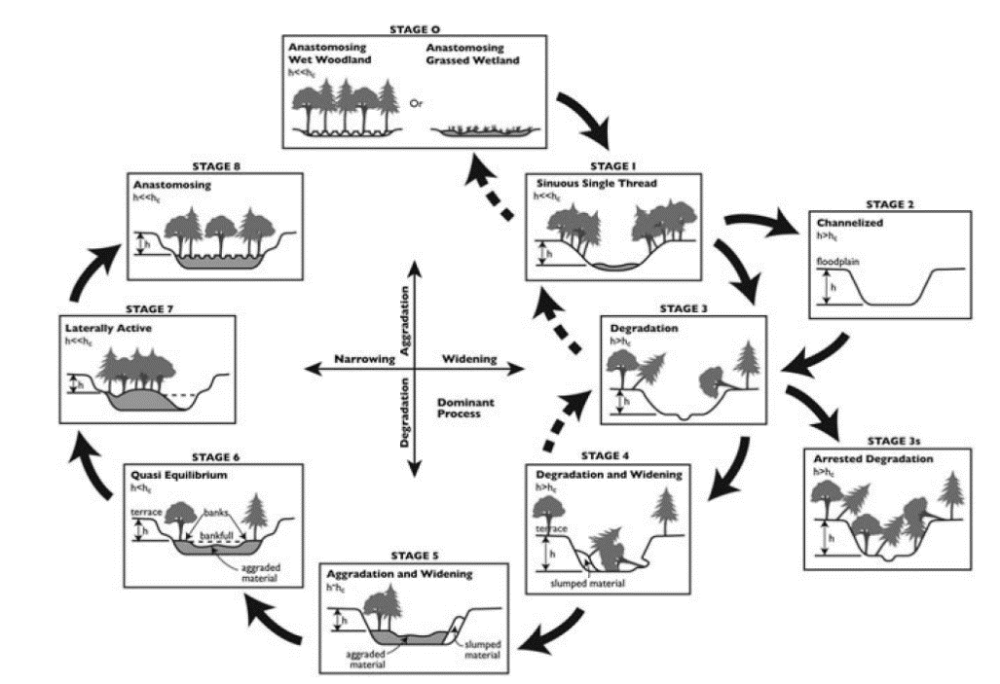 STAGE 0
Anastomosing
Wet Woodland
h<<hc
Or
Anastomosing
Grassed Wetland
STAGE 1
Sinuous Single Thread
h<<hc
h
STAGE 2
Channelized
h>hc
floodplain
h
STAGE 3
Degradation
h>hc
h
STAGE 3s
Arrested Degradation
h>hc
h
STAGE 4
Degradation and Widening
h>hc
terrace
h
slumped material
STAGE 5
Aggradation and Widening
h~hc
h
aggraded
material
slumped
material
STAGE 6
Quasi Equilibrium
h<hc
terrace
h
banks
bankfull
aggraded
material
STAGE 7
Laterally Active
h<<hc
h
STAGE 8
Anastomosing
h<<hc
h
Aggradation
Narrowing
Widening
Degradation
Dominant
Process